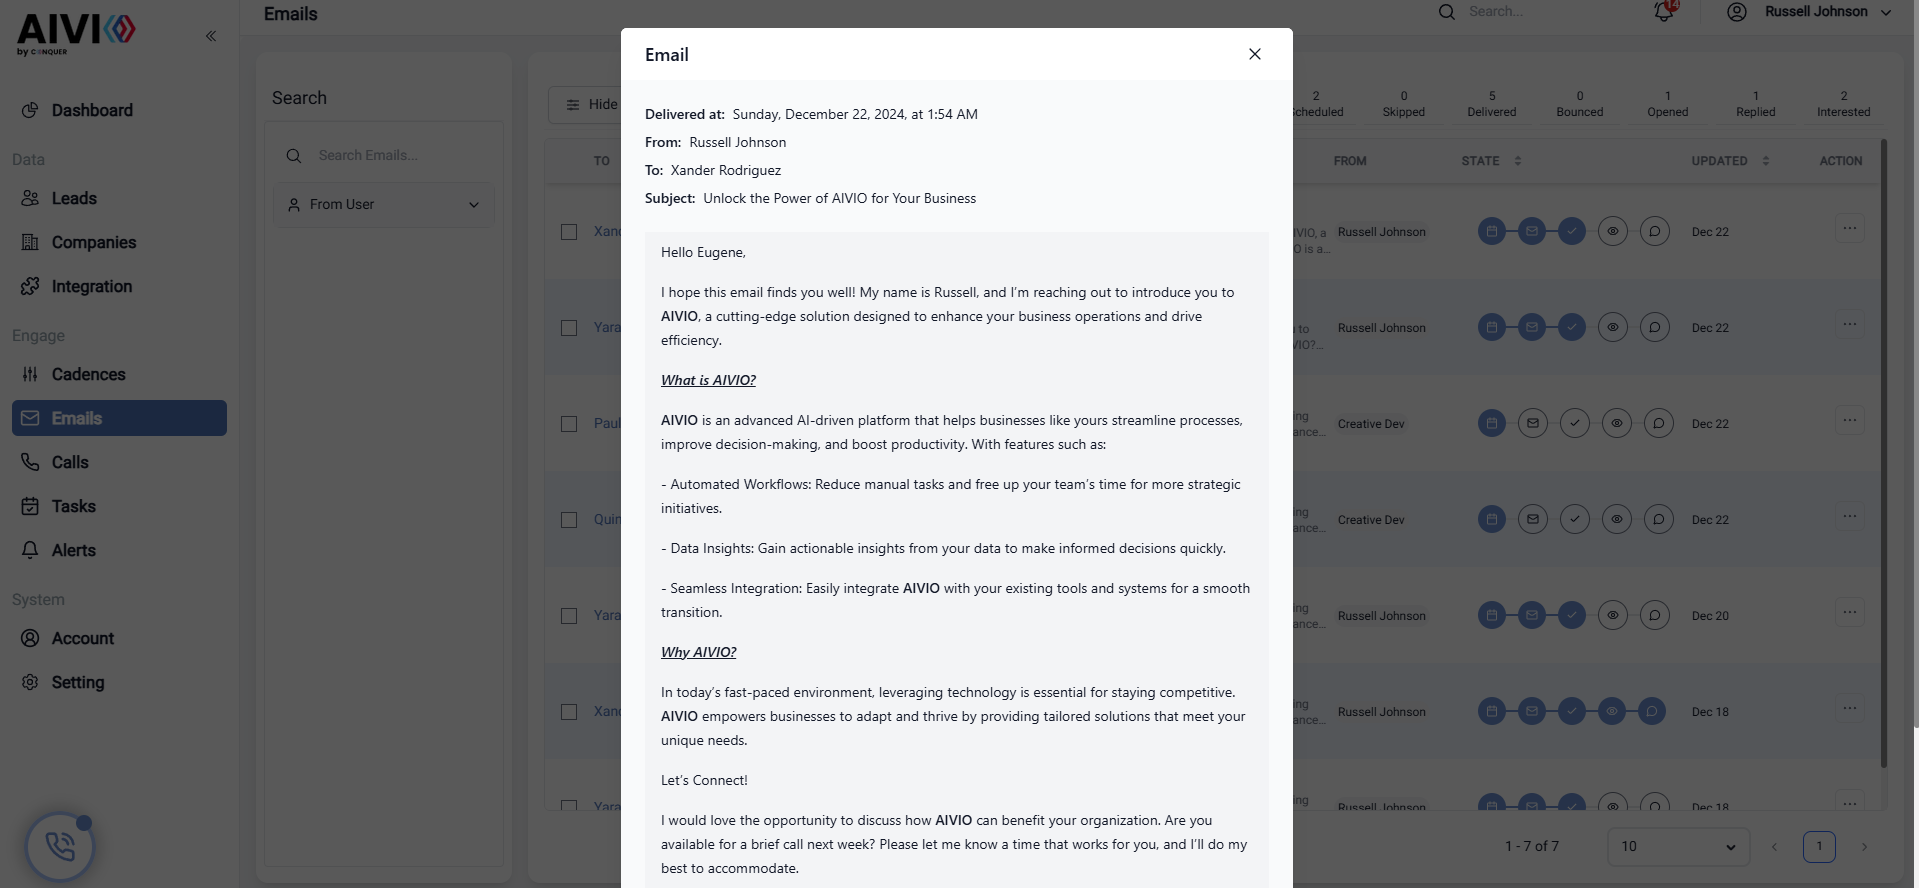 AIVIO
by CONQUER
Dashboard
Data
Leads
Companies
Integration
Engage
Cadences
Emails
Calls
Tasks
Alerts
System
Account
Setting
Emails
Search...
14
Russell Johnson
Search
Search Emails...
From User
Hide
2
Scheduled
0
Skipped
5
Delivered
0
Bounced
1
Opened
1
Replied
2
Interested
TO
FROM
STATE
UPDATED
ACTION
Xan
IVIO, a
O is a...
Russell Johnson
Dec 22
...
Yara
to
VIO?...
Russell Johnson
Dec 22
...
Paul
ing
ance...
Creative Dev
Dec 22
...
Quin
ing
ance...
Creative Dev
Dec 22
...
Yara
ing
ance...
Russell Johnson
Dec 20
...
Xan
ing
ance...
Russell Johnson
Dec 18
...
Yara
ing
Russell Johnson
Dec 18
...
1 - 7 of 7
10
1
Email
Delivered at: Sunday, December 22, 2024, at 1:54 AM
From: Russell Johnson
To: Xander Rodriguez
Subject: Unlock the Power of AIVIO for Your Business
Hello Eugene,
I hope this email finds you well! My name is Russell, and I'm reaching out to introduce you to
AIVIO, a cutting-edge solution designed to enhance your business operations and drive
efficiency.
What is AIVIO?
AIVIO is an advanced AI-driven platform that helps businesses like yours streamline processes,
improve decision-making, and boost productivity. With features such as:
- Automated Workflows: Reduce manual tasks and free up your team's time for more strategic
initiatives.
- Data Insights: Gain actionable insights from your data to make informed decisions quickly.
- Seamless Integration: Easily integrate AIVIO with your existing tools and systems for a smooth
transition.
Why AIVIO?
In today's fast-paced environment, leveraging technology is essential for staying competitive.
AIVIO empowers businesses to adapt and thrive by providing tailored solutions that meet your
unique needs.
Let's Connect!
I would love the opportunity to discuss how AIVIO can benefit your organization. Are you
available for a brief call next week? Please let me know a time that works for you, and I'll do my
best to accommodate.